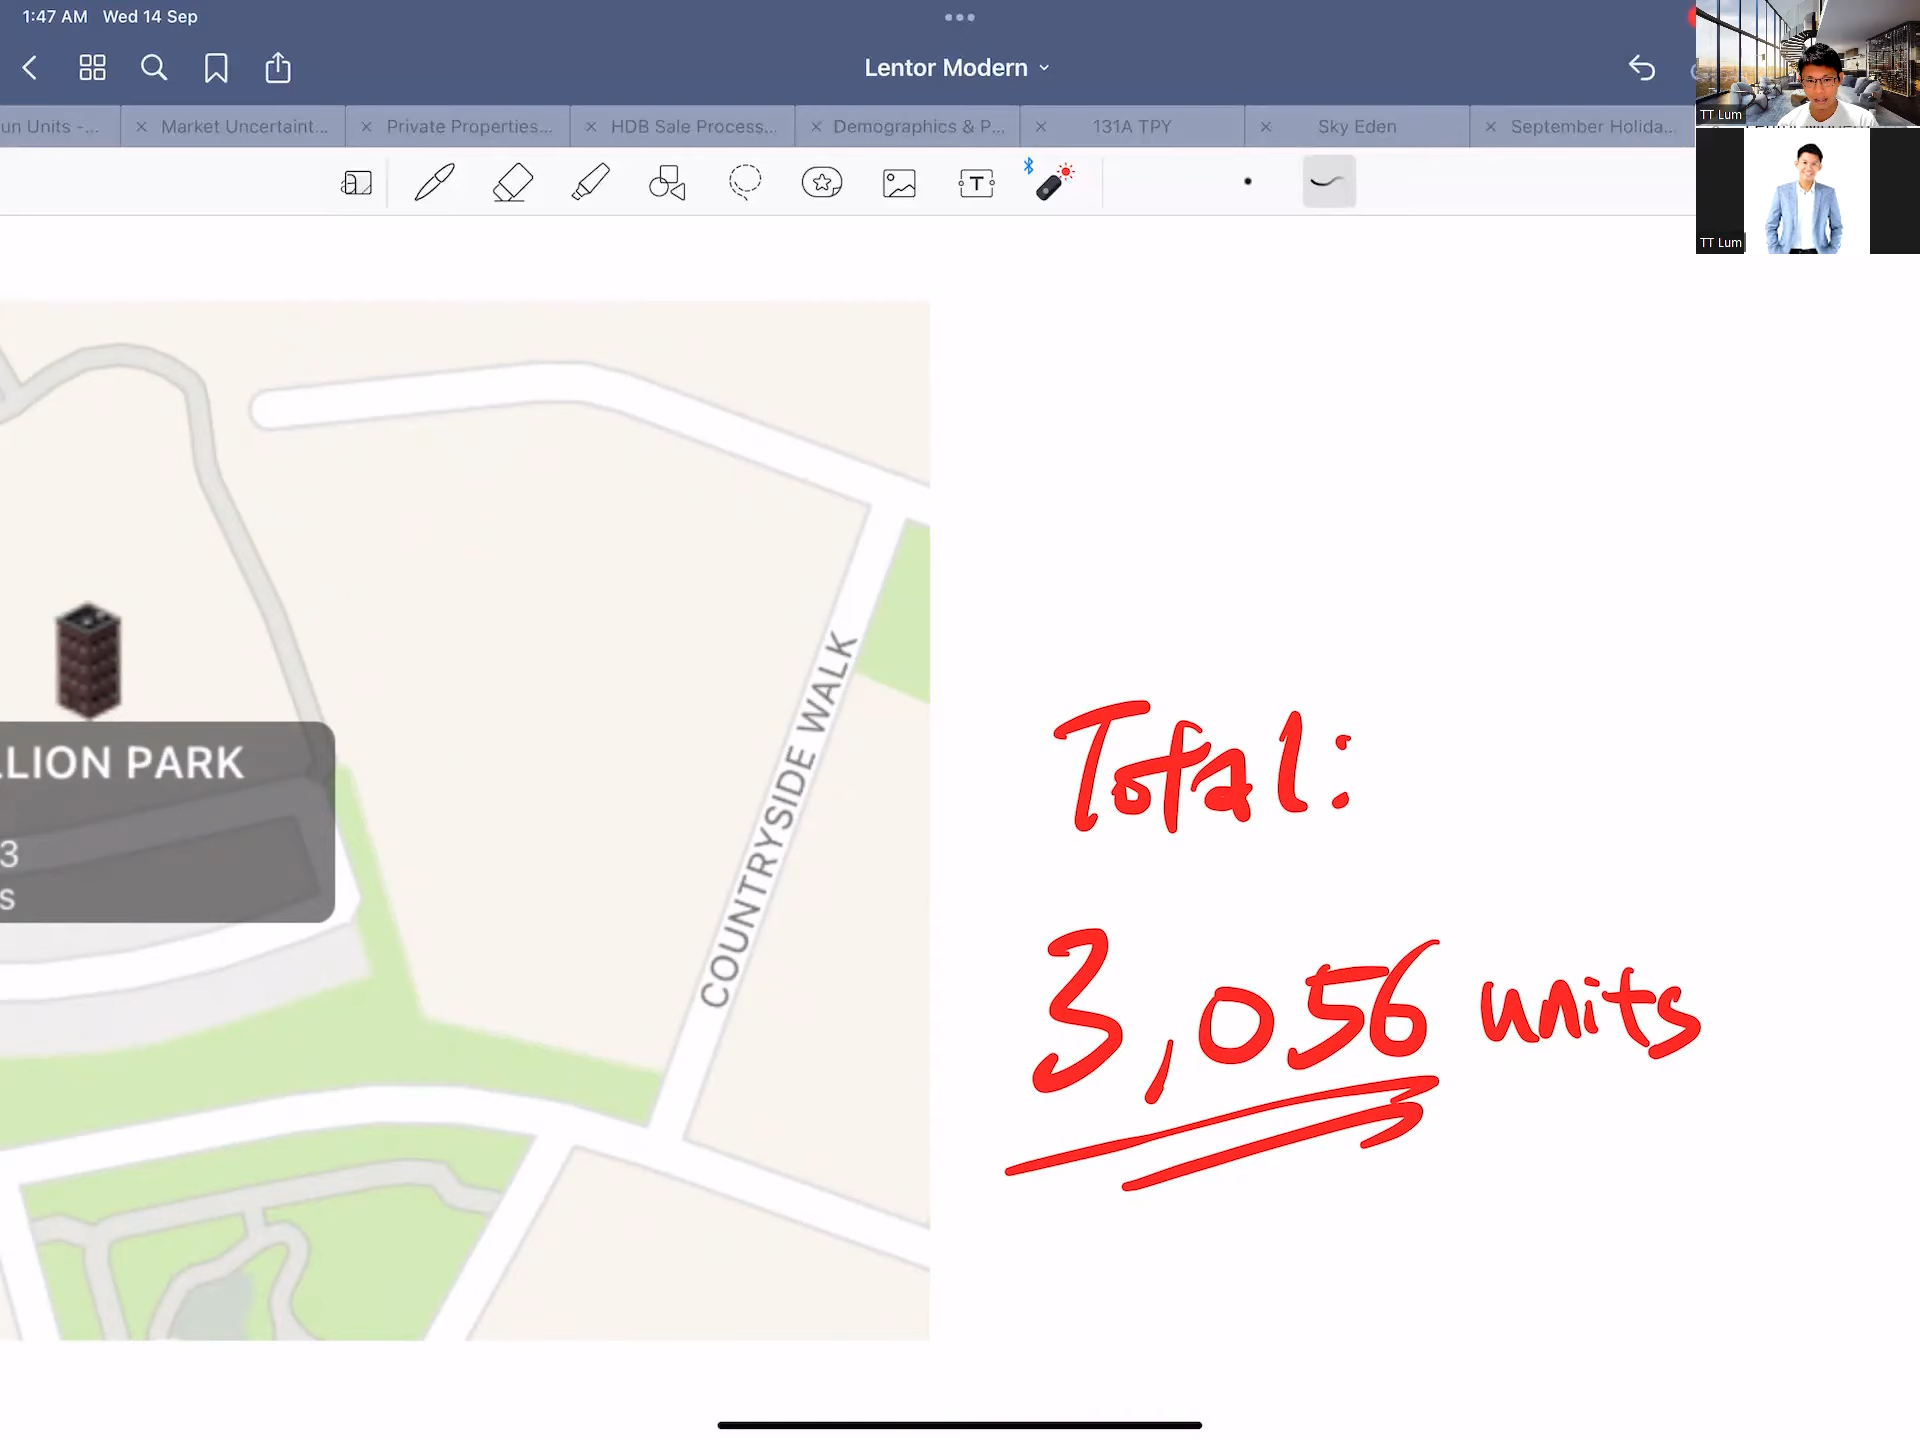 1:47 AM Wed 14 Sep
Lentor Modern
un Units -...
Market Uncertaint...
Private Properties...
HDB Sale Process...
Demographics & P...
131A TPY
Sky Eden
September Holida...
TT Lum
TT Lum
T
LLION PARK
3
s
COUNTRYSIDE WALK
Total:
3,056 units